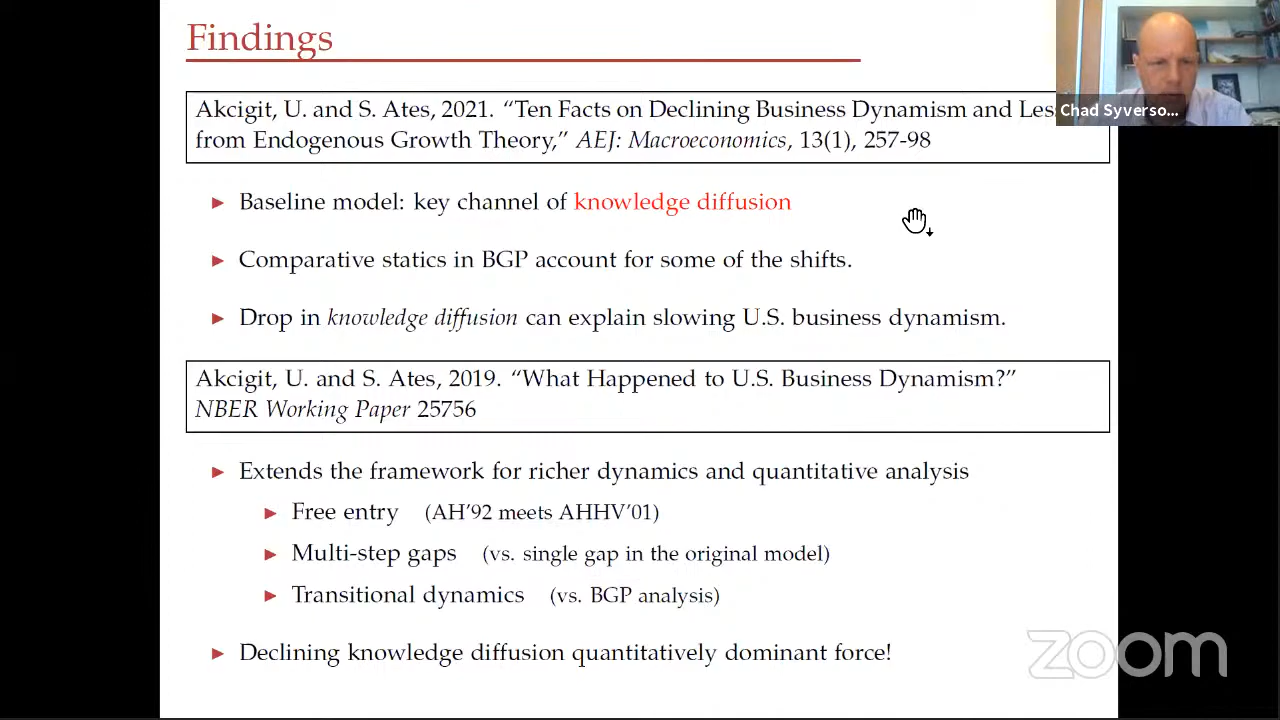 Findings
Akcigit, U. and S. Ates, 2021. “Ten Facts on Declining Business Dynamism and Les
from Endogenous Growth Theory,” AEJ: Macroeconomics, 13(1), 257-98
Chad Syverso...
► Baseline model: key channel of knowledge diffusion
► Comparative statics in BGP account for some of the shifts.
► Drop in knowledge diffusion can explain slowing U.S. business dynamism.
Akcigit, U. and S. Ates, 2019. “What Happened to U.S. Business Dynamism?”
NBER Working Paper 25756
► Extends the framework for richer dynamics and quantitative analysis
► Free entry (AH’92 meets AHHV’01)
► Multi-step gaps (vs. single gap in the original model)
► Transitional dynamics (vs. BGP analysis)
► Declining knowledge diffusion quantitatively dominant force!
zoom